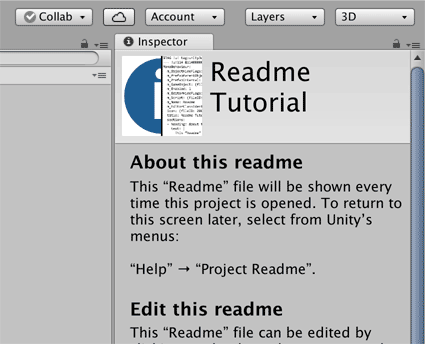 Collab
Account
Layers
3D
Inspector
Readme
Tutorial
About this readme
This “Readme” file will be shown every
time this project is opened. To return to
this screen later, select from Unity’s
menus:
“Help” → “Project Readme”.
Edit this readme
This “Readme” file can be edited by